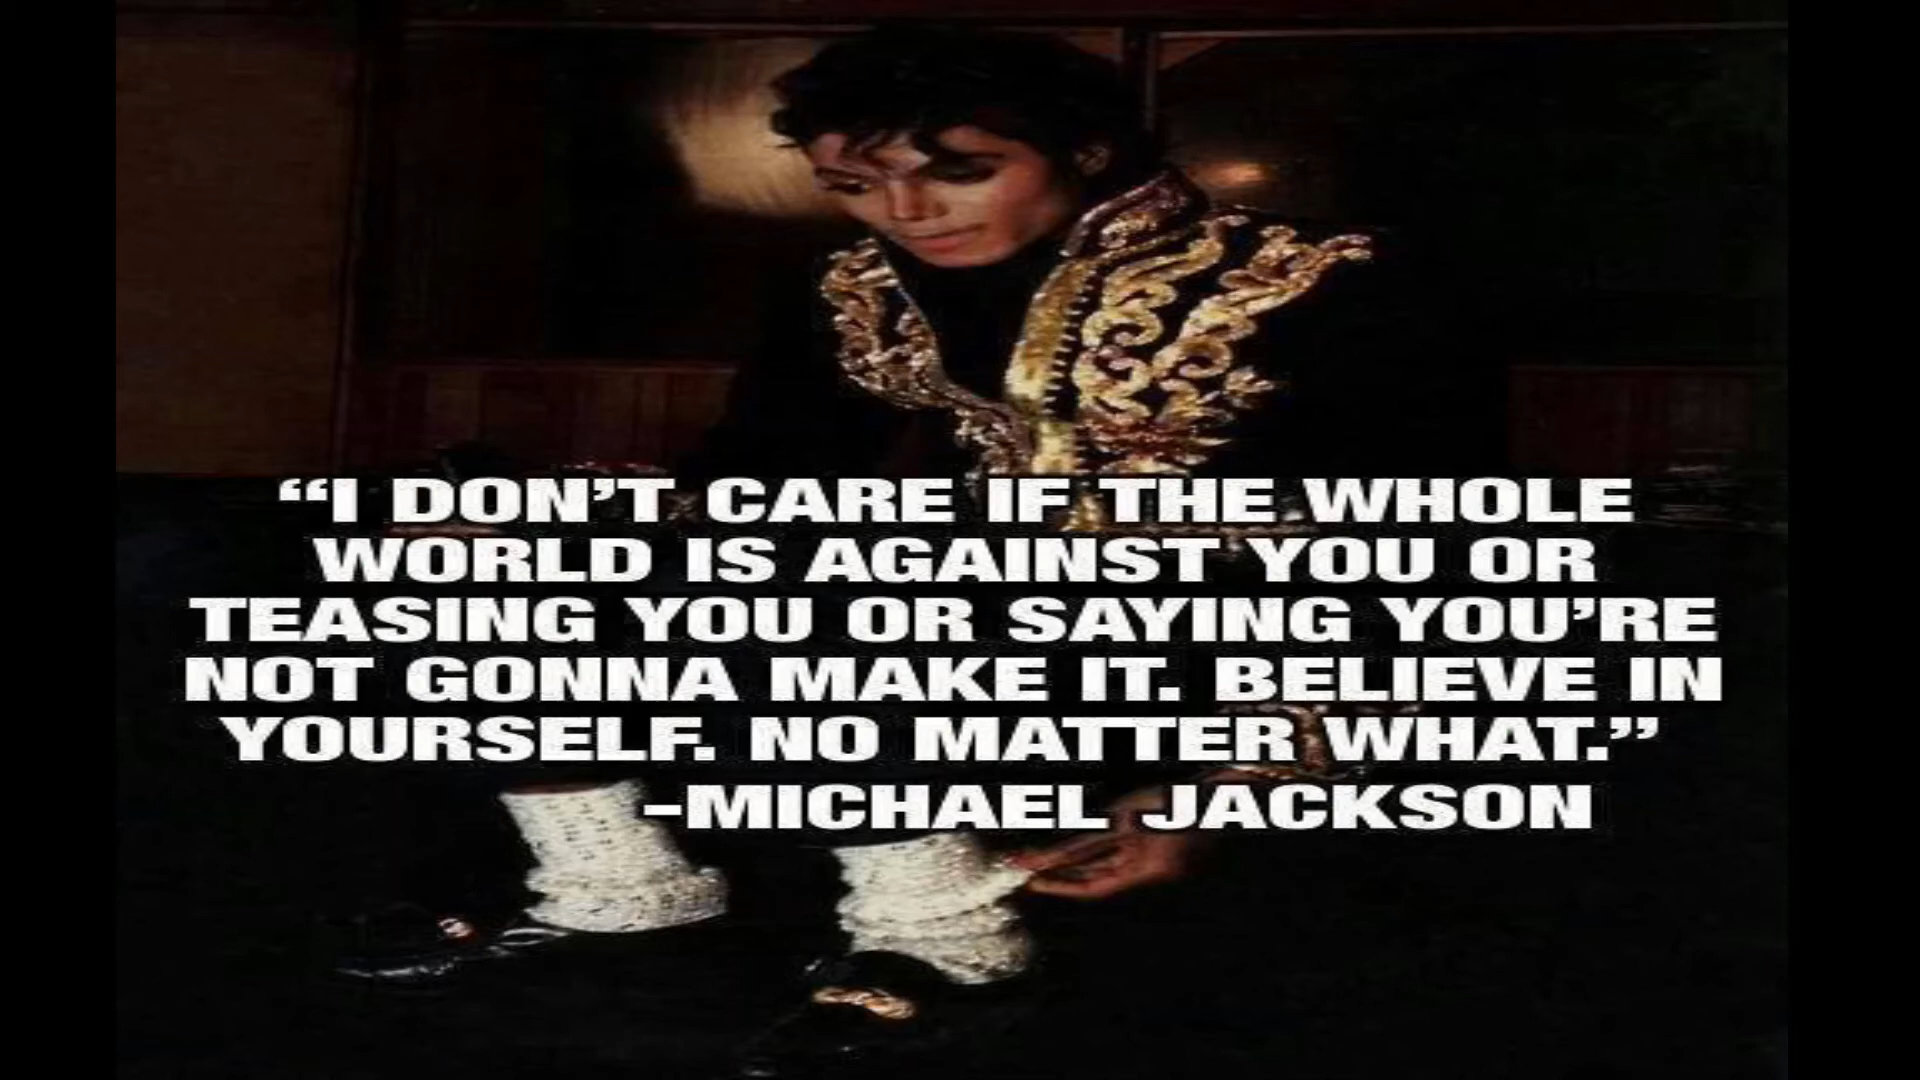 “I DON’T CARE IF THE WHOLE
WORLD IS AGAINST YOU OR
TEASING YOU OR SAYING YOU’RE
NOT GONNA MAKE IT. BELIEVE IN
YOURSELF. NO MATTER WHAT.”
–MICHAEL JACKSON